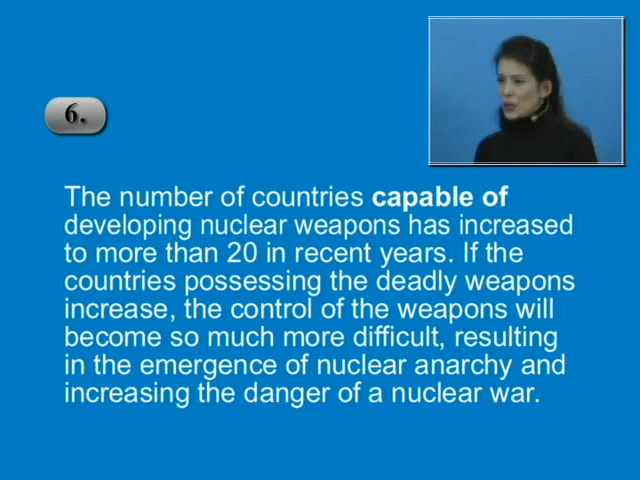 6.
The number of countries capable of
developing nuclear weapons has increased
to more than 20 in recent years. If the
countries possessing the deadly weapons
increase, the control of the weapons will
become so much more difficult, resulting
in the emergence of nuclear anarchy and
increasing the danger of a nuclear war.